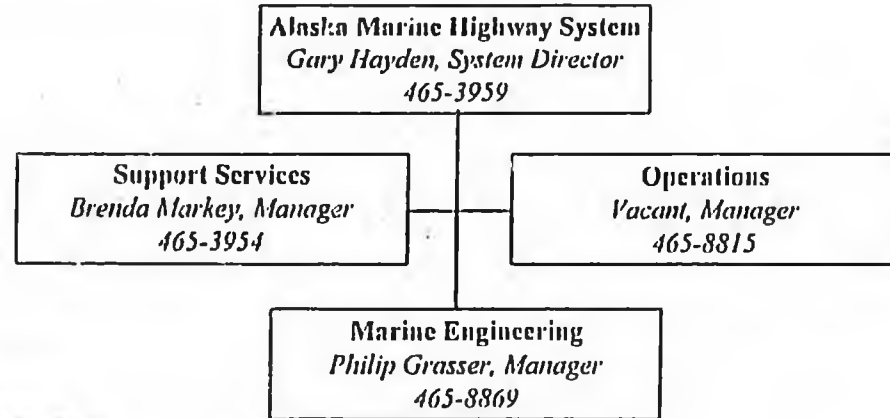 Alaska Marine Highway System
Gary Hayden, System Director
465-3959
Support Services
Brenda Markey, Manager
465-3954
Operations
Vacant, Manager
465-8815
Marine Engineering
Philip Grasser, Manager
465-8869